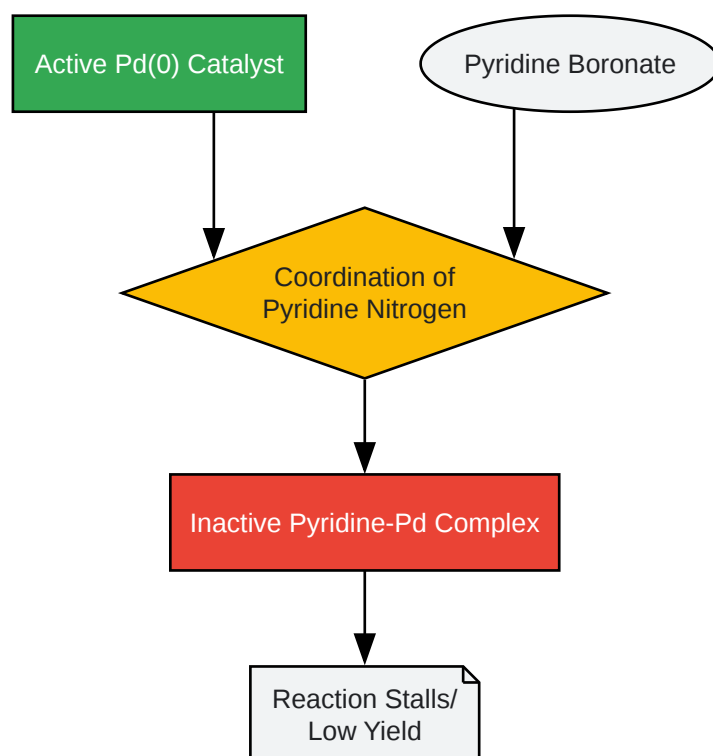 Active Pd(0) Catalyst
Pyridine Boronate
Coordination of
Pyridine Nitrogen
Inactive Pyridine-Pd Complex
Reaction Stalls/
Low Yield